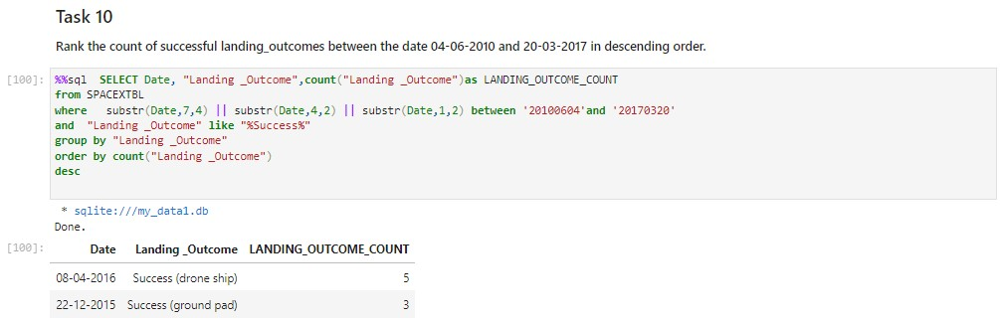 Task 10
Rank the count of successful landing_outcomes between the date 04-06-2010 and 20-03-2017 in descending order.
[100]: %%sql SELECT Date, "Landing _Outcome",count("Landing _Outcome")as LANDING_OUTCOME_COUNT
from SPACEXTBL
where substr(Date,7,4) || substr(Date,4,2) || substr(Date,1,2) between '20100604'and '20170320'
and "Landing _Outcome" like "%Success%"
group by "Landing _Outcome"
order by count("Landing _Outcome")
desc
* sqlite:///my_data1.db
Done.
[100]: Date Landing _Outcome LANDING_OUTCOME_COUNT
08-04-2016 Success (drone ship) 5
22-12-2015 Success (ground pad) 3